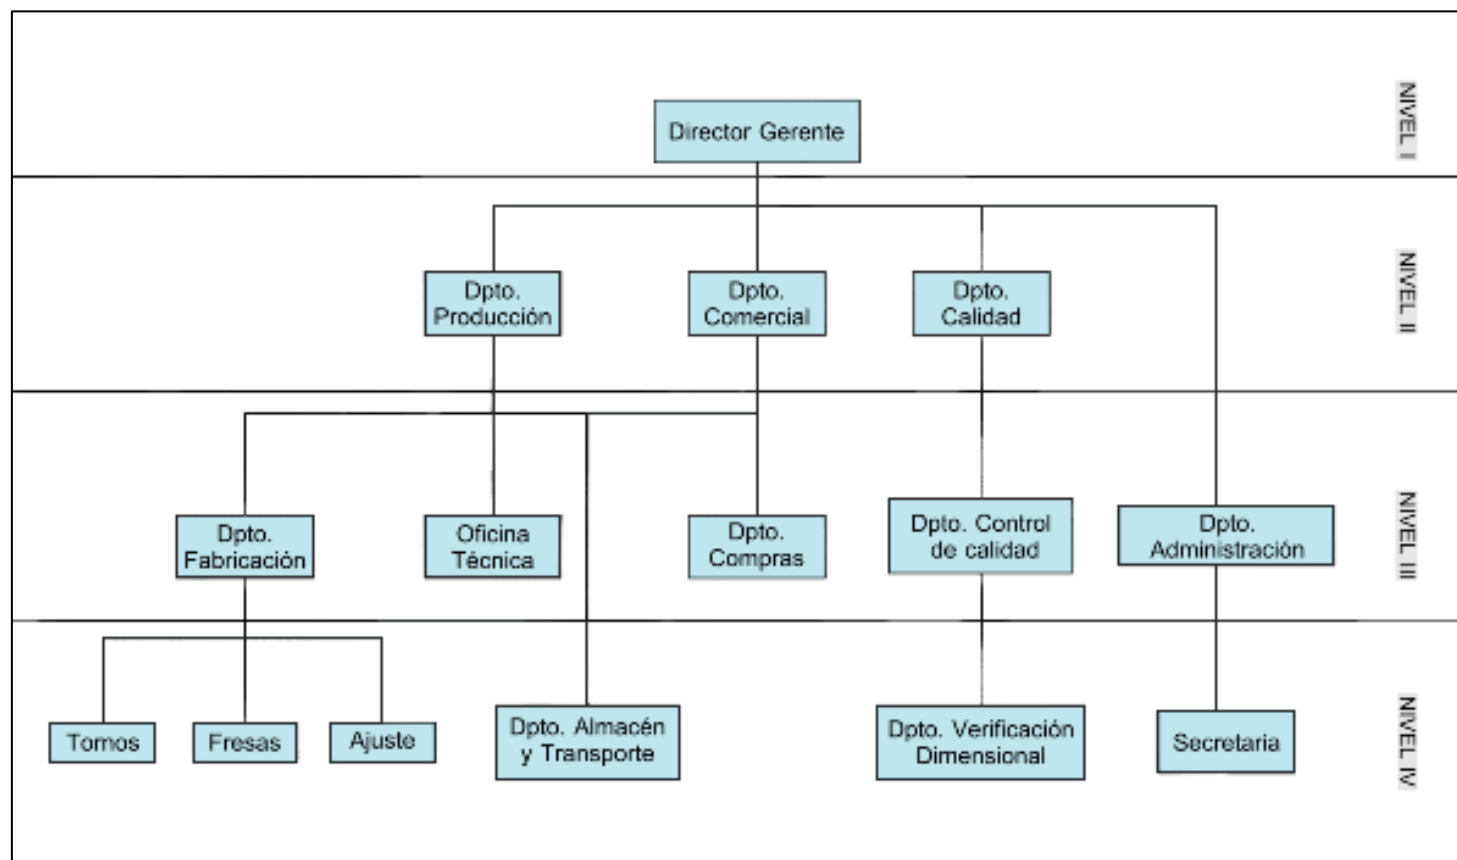 Director Gerente
NIVEL I
Dpto.
Producción
Dpto.
Comercial
Dpto.
Calidad
NIVEL II
Dpto.
Fabricación
Oficina
Técnica
Dpto.
Compras
Dpto. Control
de calidad
Dpto.
Administración
NIVEL III
Tornos
Fresas
Ajuste
Dpto. Almacén
y Transporte
Dpto. Verificación
Dimensional
Secretaria
NIVEL IV